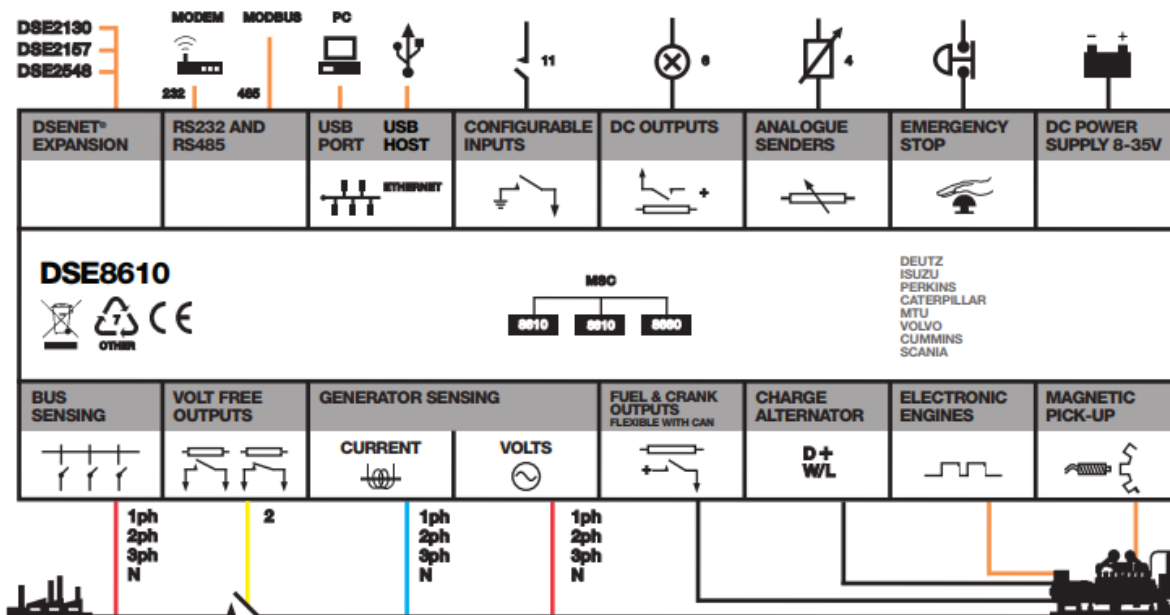 DSE2130
DSE2157
DSE2548
MODEM
MODBUS
PC
232
485
11
6
4
- +
DSENET®
EXPANSION
RS232 AND
RS485
USB
PORT
USB
HOST
CONFIGURABLE
INPUTS
DC OUTPUTS
ANALOGUE
SENDERS
EMERGENCY
STOP
DC POWER
SUPPLY 8-35V
ETHERNET
+
DSE8610
7
OTHER
CE
MSC
8610
8610
8660
DEUTZ
ISUZU
PERKINS
CATERPILLAR
MTU
VOLVO
CUMMINS
SCANIA
BUS
SENSING
VOLT FREE
OUTPUTS
GENERATOR SENSING
FUEL & CRANK
OUTPUTS
FLEXIBLE WITH CAN
CHARGE
ALTERNATOR
ELECTRONIC
ENGINES
MAGNETIC
PICK-UP
CURRENT
VOLTS
+
D+
W/L
1ph
2ph
3ph
N
2
1ph
2ph
3ph
N
1ph
2ph
3ph
N